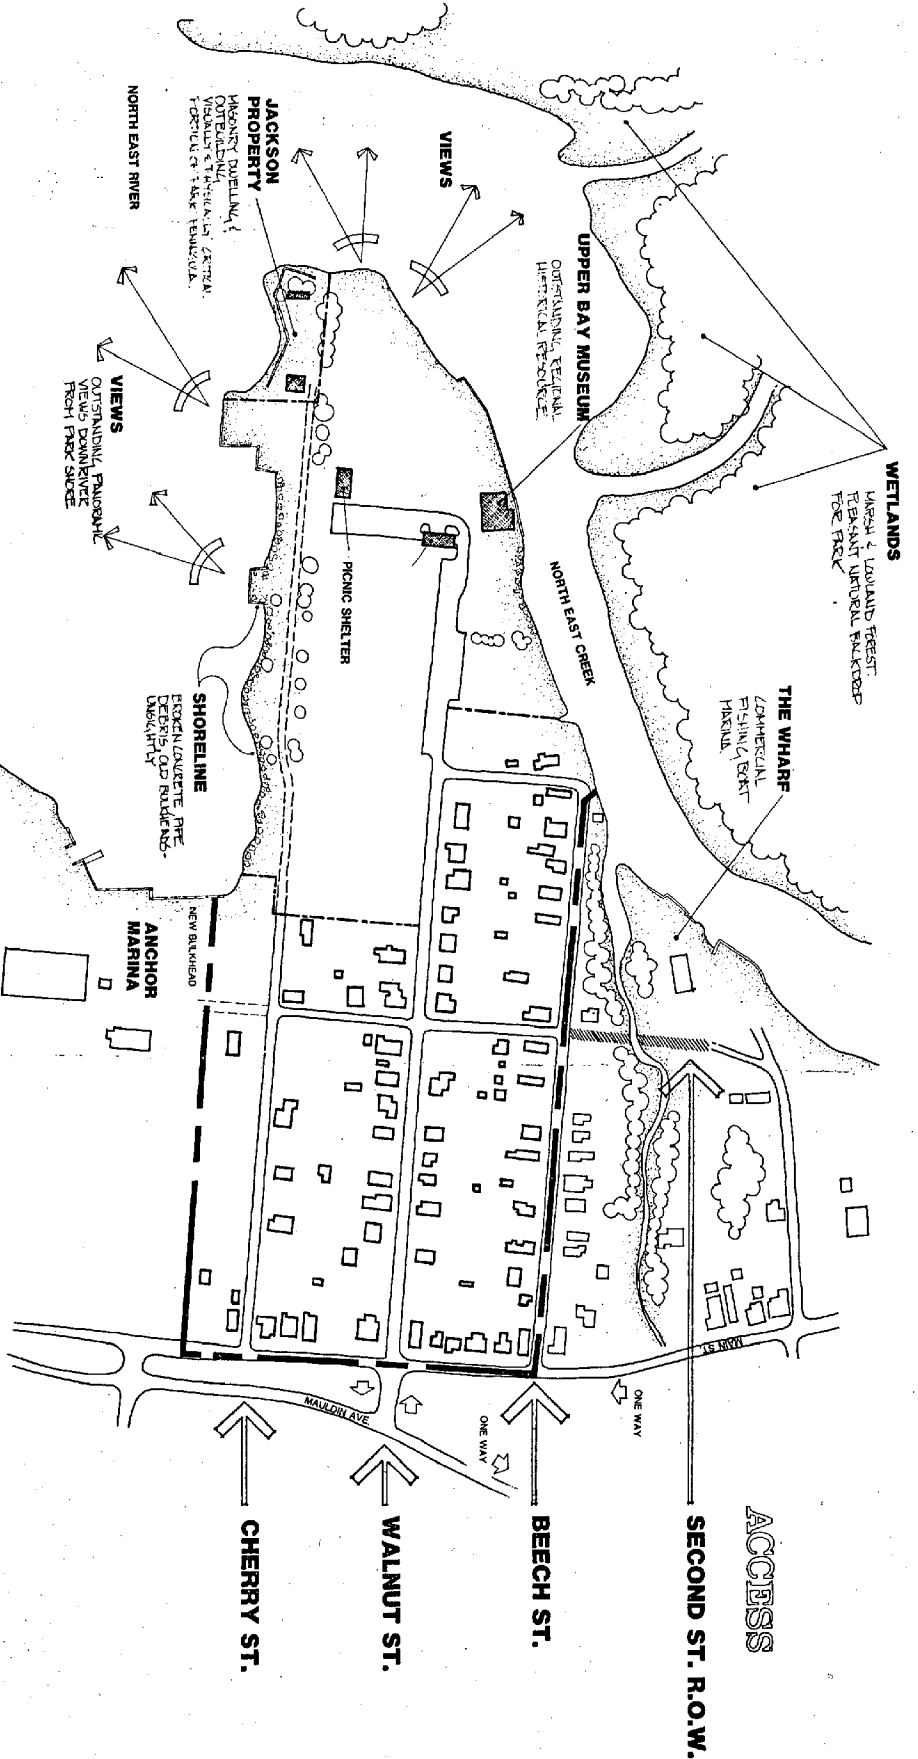 WETLANDS
MARSH & LOWLAND FOREST.
PLEASANT NATURAL BACKDROP
FOR PARK
THE WHARF
COMMERCIAL
FISHING BOAT
MARINA
UPPER BAY MUSEUM
OUTSTANDING REGIONAL
HISTORICAL RESOURCE
NORTH EAST CREEK
VIEWS
JACKSON
PROPERTY
MASONRY DWELLING &
OUTBUILDING
VISUALLY & PHYSICALLY CRITICAL
PORTION OF PARK PENINSULA.
NORTH EAST RIVER
VIEWS
OUTSTANDING, PANORAMIC
VIEWS DOWNRIVER
FROM PARK SHORE
PICNIC SHELTER
SHORELINE
BROKEN CONCRETE, PIPE
DEBRIS, OLD BULKHEADS-
UNSIGHTLY
NEW BULKHEAD
ANCHOR
MARINA
MAIN ST.
MAULDIN AVE.
ONE WAY
ONE WAY
ACCESS
SECOND ST. R.O.W.
BEECH ST.
WALNUT ST.
CHERRY ST.